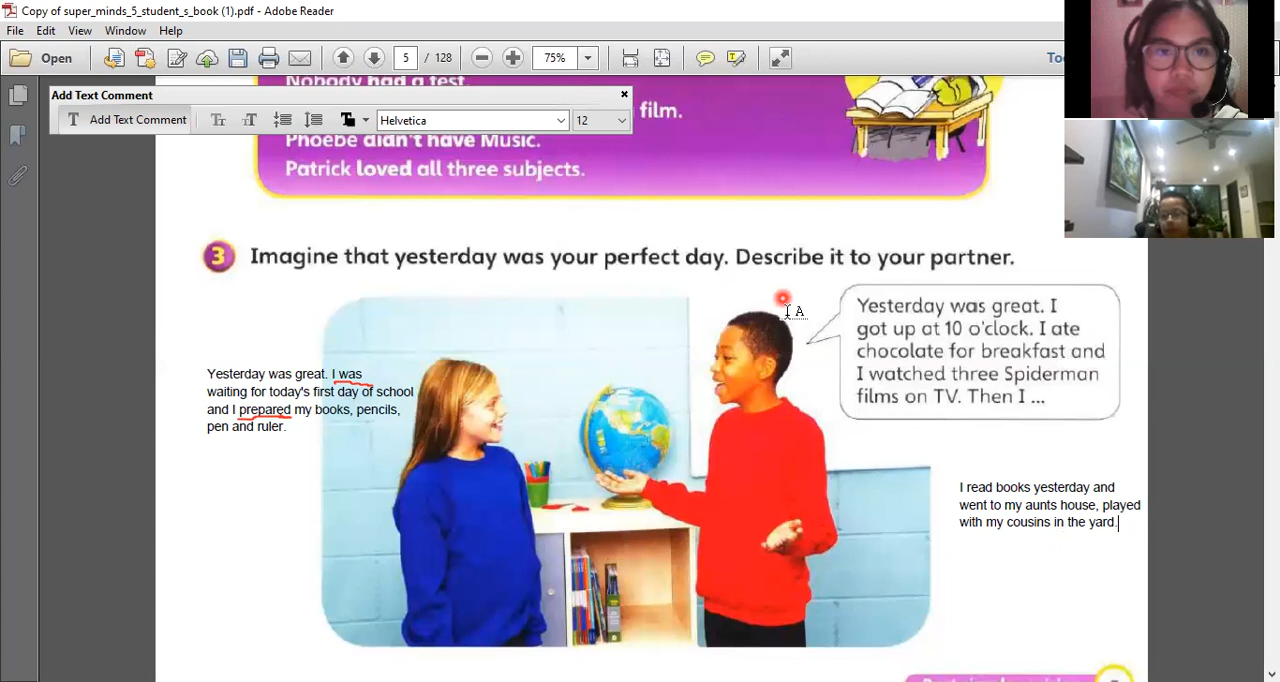 Copy of super_minds_5_student_s_book (1).pdf - Adobe Reader
File Edit View Window Help
Open 5 / 128 75%
Add Text Comment
Add Text Comment Helvetica 12
Nobody had a test.
film.
Phoebe didn't have Music.
Patrick loved all three subjects.
3 Imagine that yesterday was your perfect day. Describe it to your partner.
Yesterday was great. I
got up at 10 o'clock. I ate
chocolate for breakfast and
I watched three Spiderman
films on TV. Then I ...
Yesterday was great. I was
waiting for today's first day of school
and I prepared my books, pencils,
pen and ruler.
I read books yesterday and
went to my aunts house, played
with my cousins in the yard.